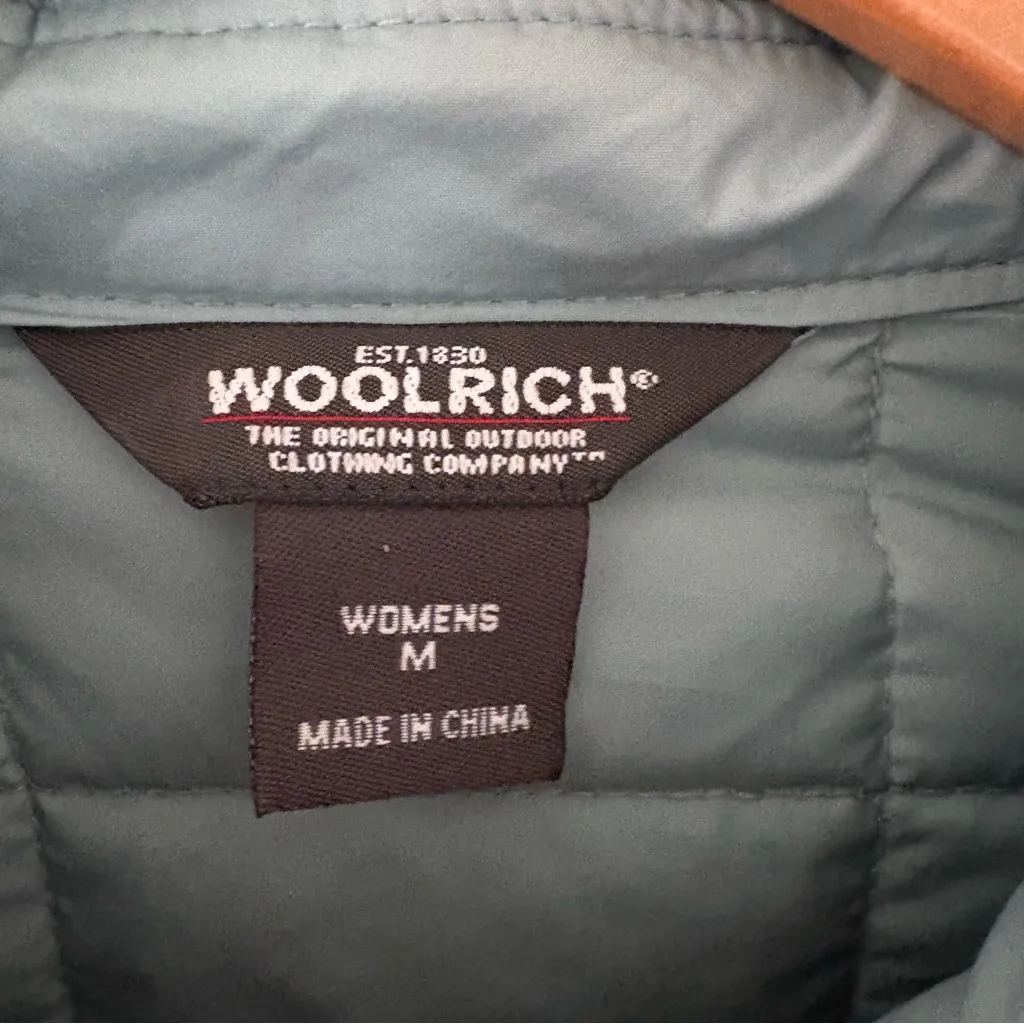 EST.1830
WOOLRICH®
THE ORIGINAL OUTDOOR
CLOTHING COMPANY™
WOMENS
M
MADE IN CHINA